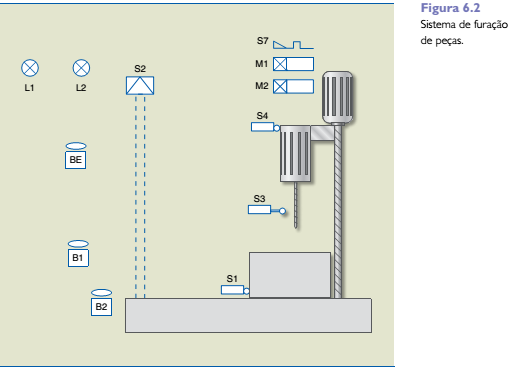 Figura 6.2
Sistema de furação
de peças.
S7
M1
M2
S2
L1
L2
S4
BE
S3
B1
S1
B2